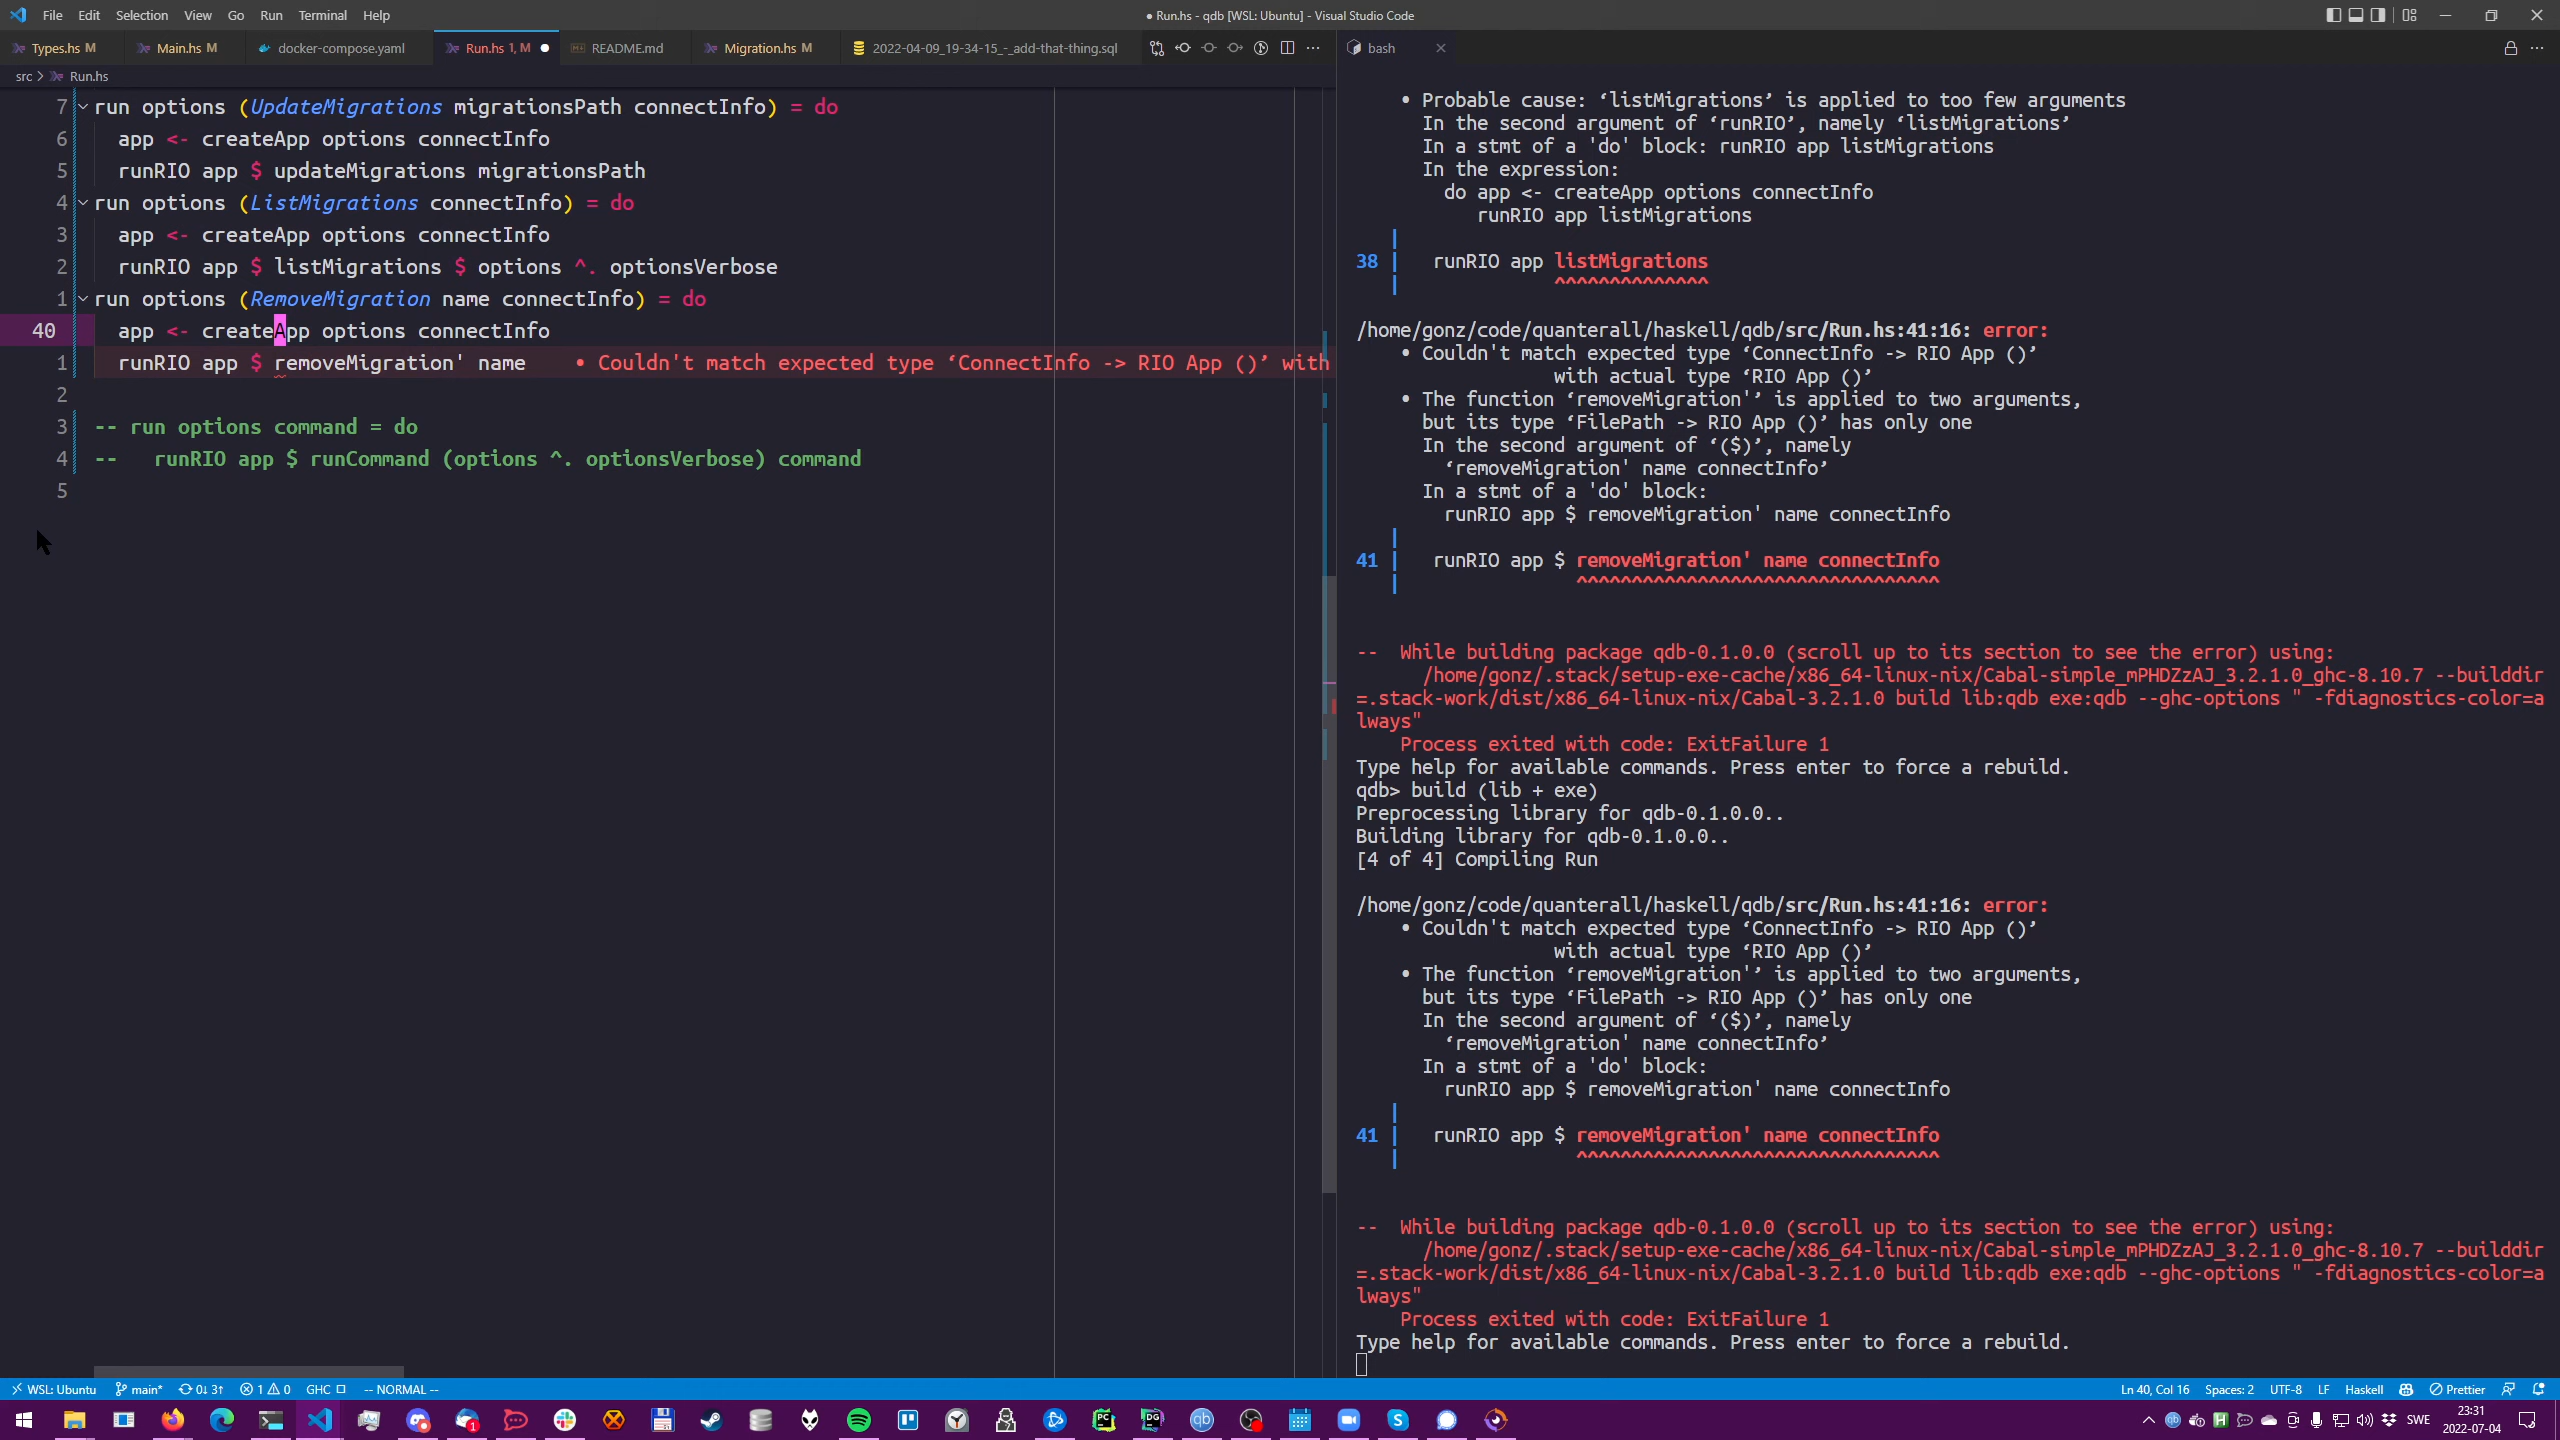 File Edit Selection View Go Run Terminal Help
● Run.hs - qdb [WSL: Ubuntu] - Visual Studio Code
Types.hs M
Main.hs M
docker-compose.yaml
Run.hs 1, M
README.md
Migration.hs M
2022-04-09_19-34-15_-_add-that-thing.sql
bash
src > Run.hs
7 run options (UpdateMigrations migrationsPath connectInfo) = do
6 app <- createApp options connectInfo
5 runRIO app $ updateMigrations migrationsPath
4 run options (ListMigrations connectInfo) = do
3 app <- createApp options connectInfo
2 runRIO app $ listMigrations $ options ^. optionsVerbose
1 run options (RemoveMigration name connectInfo) = do
40 app <- createApp options connectInfo
1 runRIO app $ removeMigration' name • Couldn't match expected type ‘ConnectInfo -> RIO App ()’ with
2
3 -- run options command = do
4 -- runRIO app $ runCommand (options ^. optionsVerbose) command
5
• Probable cause: ‘listMigrations’ is applied to too few arguments
In the second argument of ‘runRIO’, namely ‘listMigrations’
In a stmt of a 'do' block: runRIO app listMigrations
In the expression:
do app <- createApp options connectInfo
runRIO app listMigrations
|
38 | runRIO app listMigrations
| ^^^^^^^^^^^^^^
/home/gonz/code/quanterall/haskell/qdb/src/Run.hs:41:16: error:
• Couldn't match expected type ‘ConnectInfo -> RIO App ()’
with actual type ‘RIO App ()’
• The function ‘removeMigration'’ is applied to two arguments,
but its type ‘FilePath -> RIO App ()’ has only one
In the second argument of ‘($)’, namely
‘removeMigration' name connectInfo’
In a stmt of a 'do' block:
runRIO app $ removeMigration' name connectInfo
|
41 | runRIO app $ removeMigration' name connectInfo
| ^^^^^^^^^^^^^^^^^^^^^^^^^^^^^^^^^
-- While building package qdb-0.1.0.0 (scroll up to its section to see the error) using:
/home/gonz/.stack/setup-exe-cache/x86_64-linux-nix/Cabal-simple_mPHDZzAJ_3.2.1.0_ghc-8.10.7 --builddir
=.stack-work/dist/x86_64-linux-nix/Cabal-3.2.1.0 build lib:qdb exe:qdb --ghc-options " -fdiagnostics-color=a
lways"
Process exited with code: ExitFailure 1
Type help for available commands. Press enter to force a rebuild.
qdb> build (lib + exe)
Preprocessing library for qdb-0.1.0.0..
Building library for qdb-0.1.0.0..
[4 of 4] Compiling Run
/home/gonz/code/quanterall/haskell/qdb/src/Run.hs:41:16: error:
• Couldn't match expected type ‘ConnectInfo -> RIO App ()’
with actual type ‘RIO App ()’
• The function ‘removeMigration'’ is applied to two arguments,
but its type ‘FilePath -> RIO App ()’ has only one
In the second argument of ‘($)’, namely
‘removeMigration' name connectInfo’
In a stmt of a 'do' block:
runRIO app $ removeMigration' name connectInfo
|
41 | runRIO app $ removeMigration' name connectInfo
| ^^^^^^^^^^^^^^^^^^^^^^^^^^^^^^^^^
-- While building package qdb-0.1.0.0 (scroll up to its section to see the error) using:
/home/gonz/.stack/setup-exe-cache/x86_64-linux-nix/Cabal-simple_mPHDZzAJ_3.2.1.0_ghc-8.10.7 --builddir
=.stack-work/dist/x86_64-linux-nix/Cabal-3.2.1.0 build lib:qdb exe:qdb --ghc-options " -fdiagnostics-color=a
lways"
Process exited with code: ExitFailure 1
Type help for available commands. Press enter to force a rebuild.
WSL: Ubuntu main* 0↓ 3↑ 1 0 GHC -- NORMAL --
Ln 40, Col 16 Spaces: 2 UTF-8 LF Haskell Prettier
SWE
23:31
2022-07-04